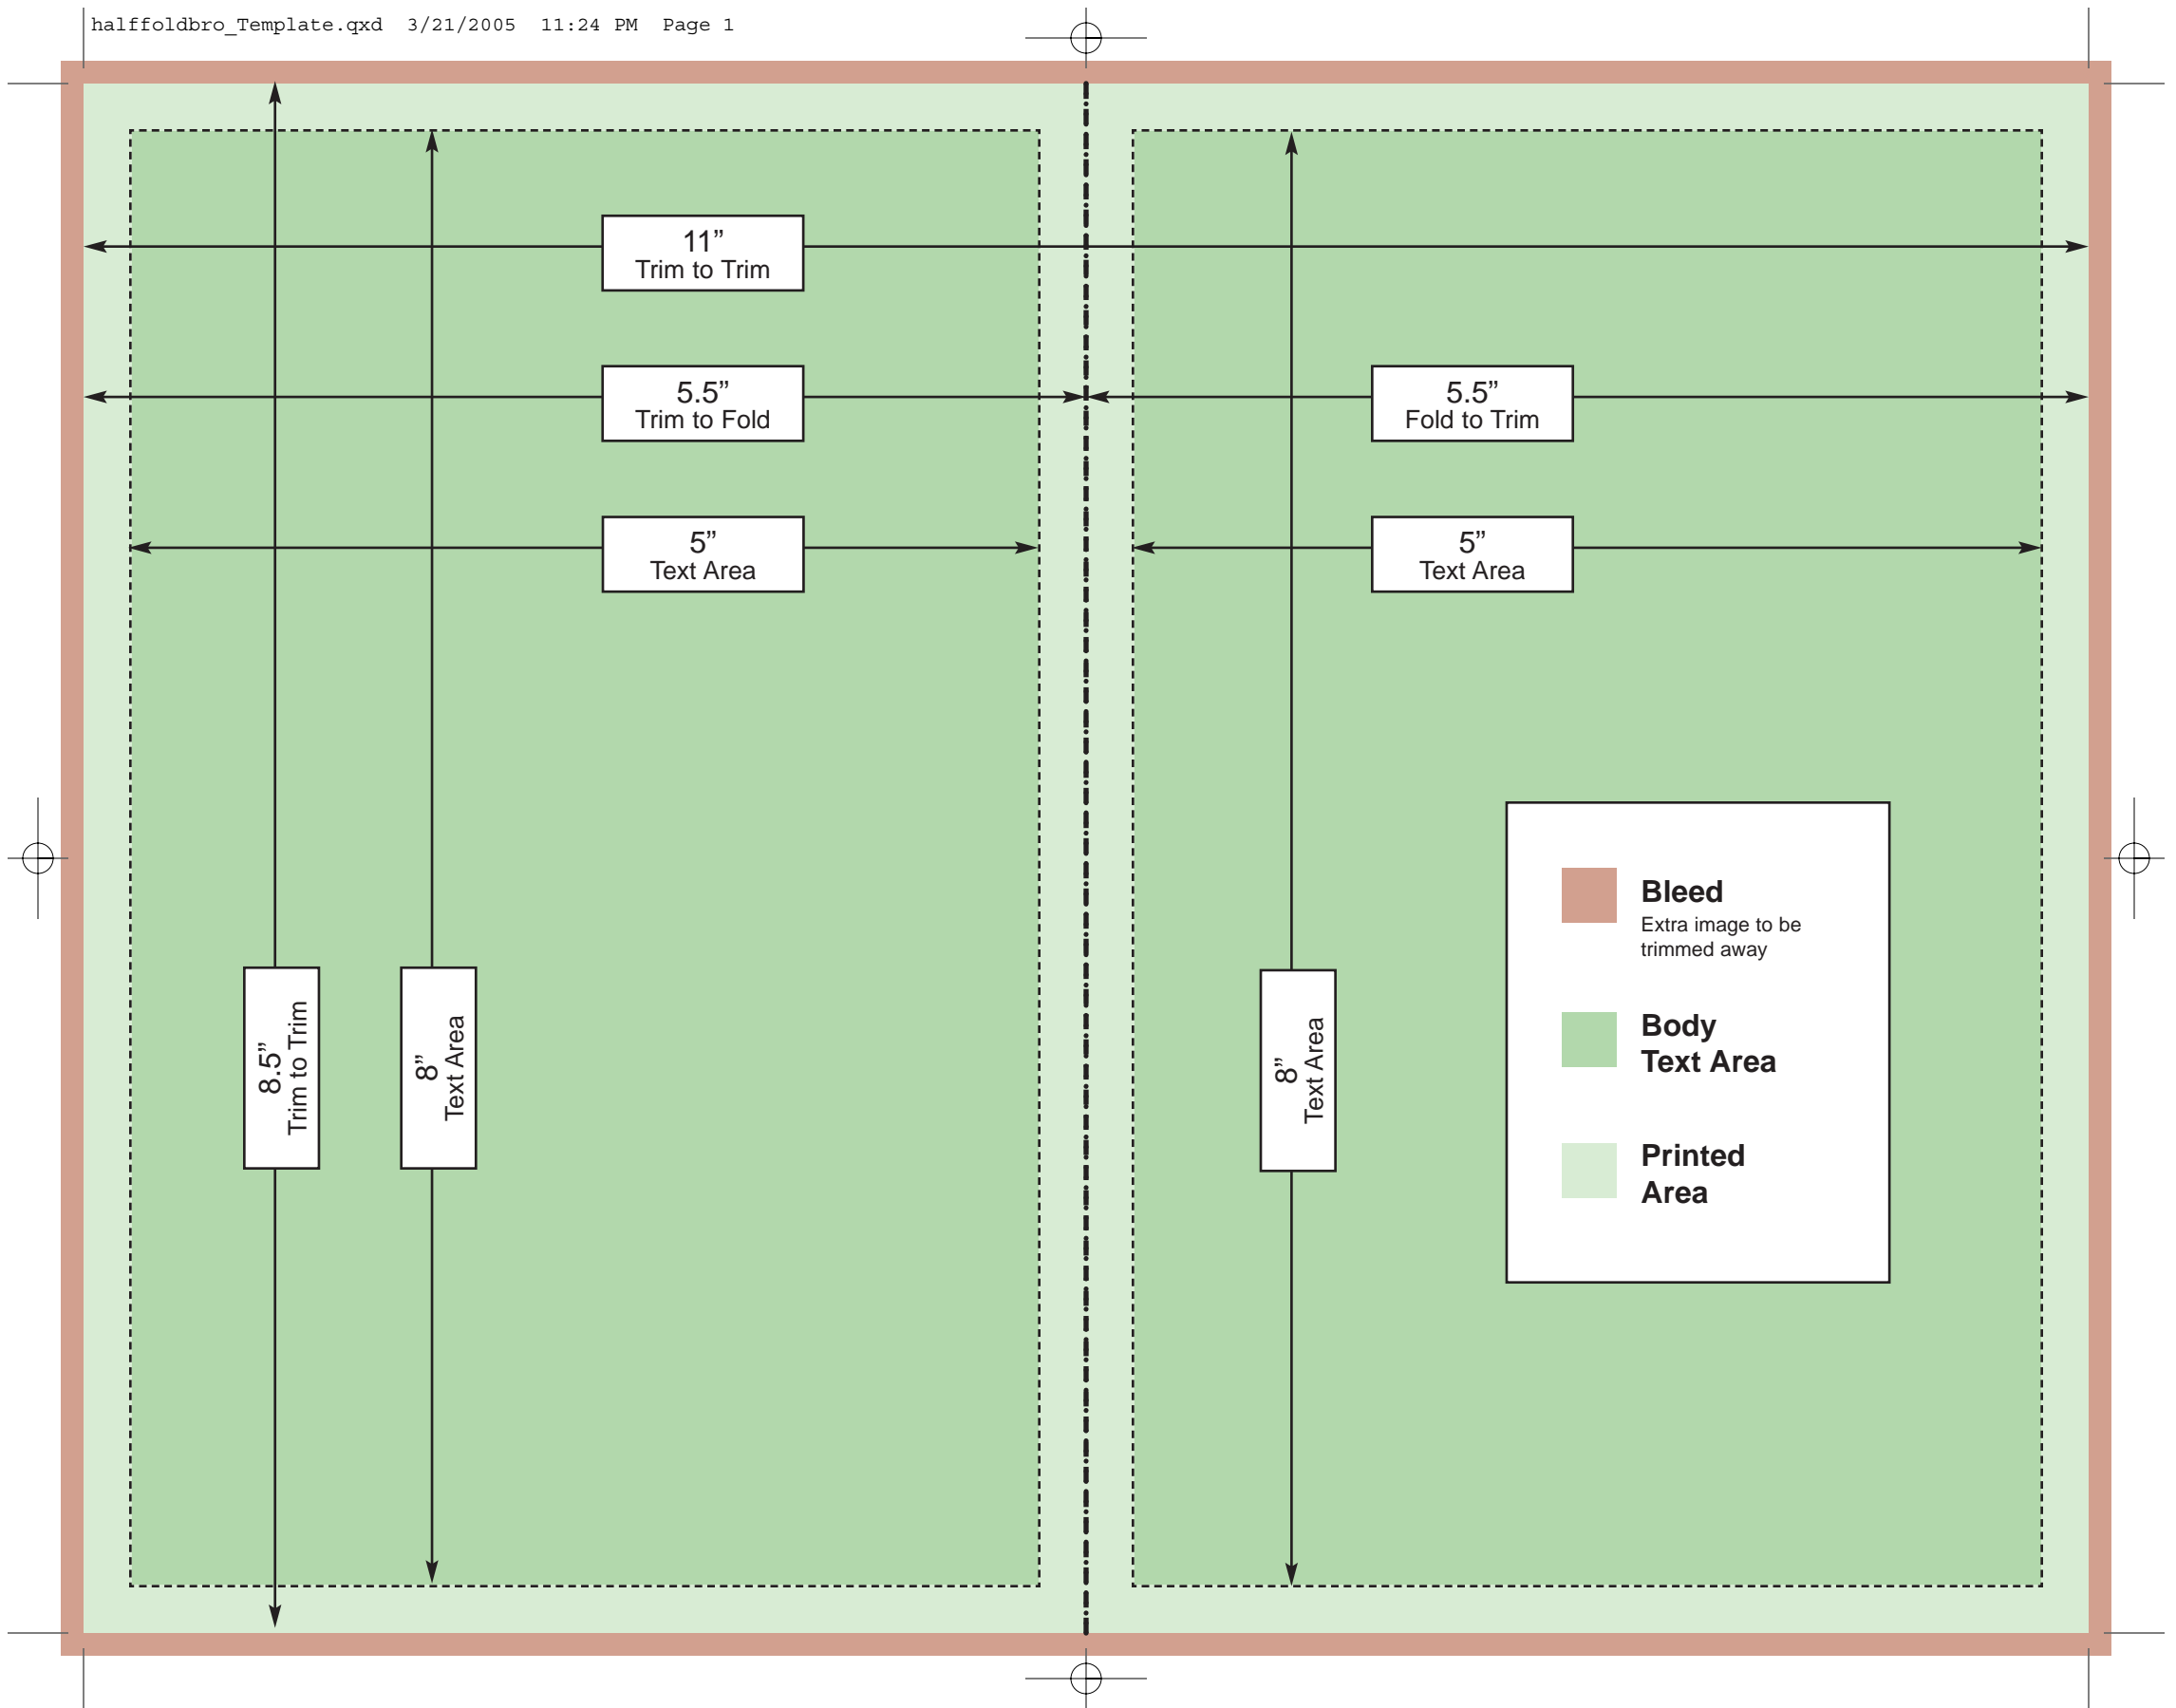 halffoldbro_Template.qxd  3/21/2005  11:24 PM  Page 1
11”
Trim to Trim
5.5”
Trim to Fold
5.5”
Fold to Trim
5”
Text Area
5”
Text Area
8.5”
Trim to Trim
8”
Text Area
8”
Text Area
Bleed
Extra image to be
trimmed away
Body
Text Area
Printed
Area